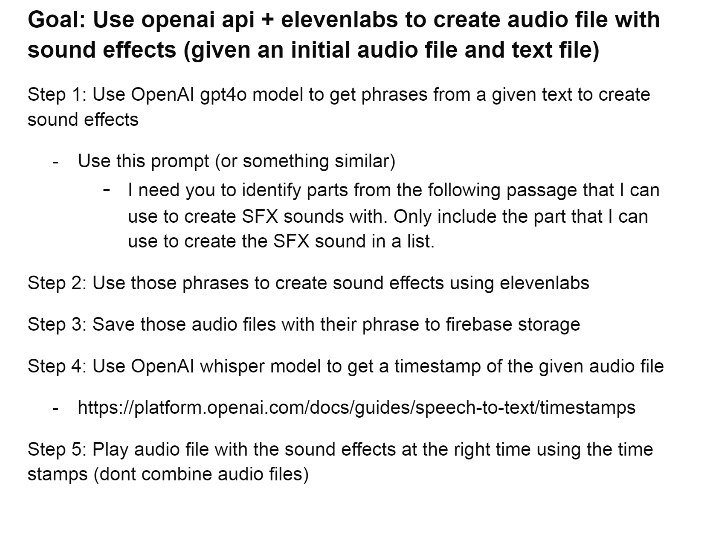 Goal: Use openai api + elevenlabs to create audio file with
sound effects (given an initial audio file and text file)
Step 1: Use OpenAI gpt4o model to get phrases from a given text to create
sound effects
- Use this prompt (or something similar)
- I need you to identify parts from the following passage that I can
use to create SFX sounds with. Only include the part that I can
use to create the SFX sound in a list.
Step 2: Use those phrases to create sound effects using elevenlabs
Step 3: Save those audio files with their phrase to firebase storage
Step 4: Use OpenAI whisper model to get a timestamp of the given audio file
- https://platform.openai.com/docs/guides/speech-to-text/timestamps
Step 5: Play audio file with the sound effects at the right time using the time
stamps (dont combine audio files)